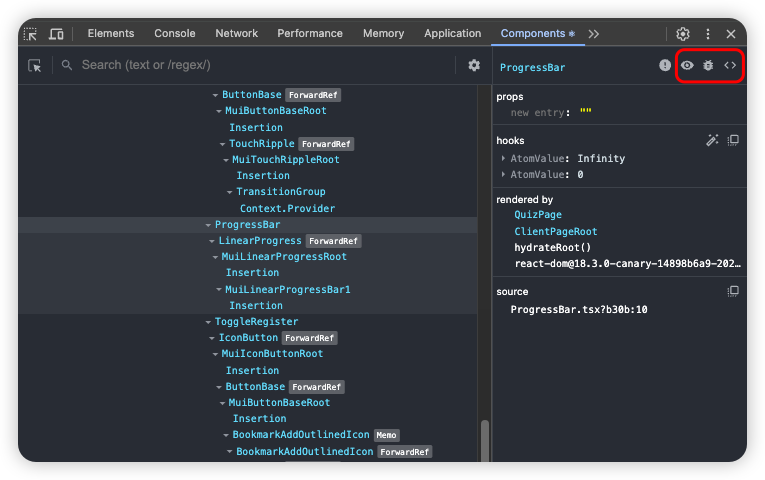 Elements Console Network Performance Memory Application Components
Search (text or /regex/)
ButtonBase ForwardRef
MuiButtonBaseRoot
Insertion
TouchRipple ForwardRef
MuiTouchRippleRoot
Insertion
TransitionGroup
Context.Provider
ProgressBar
LinearProgress ForwardRef
MuiLinearProgressRoot
Insertion
MuiLinearProgressBar1
Insertion
ToggleRegister
IconButton ForwardRef
MuiIconButtonRoot
Insertion
ButtonBase ForwardRef
MuiButtonBaseRoot
Insertion
BookmarkAddOutlinedIcon Memo
BookmarkAddOutlinedIcon ForwardRef
ProgressBar
props
new entry: ""
hooks
AtomValue: Infinity
AtomValue: 0
rendered by
QuizPage
ClientPageRoot
hydrateRoot()
react-dom@18.3.0-canary-14898b6a9-202…
source
ProgressBar.tsx?b30b:10